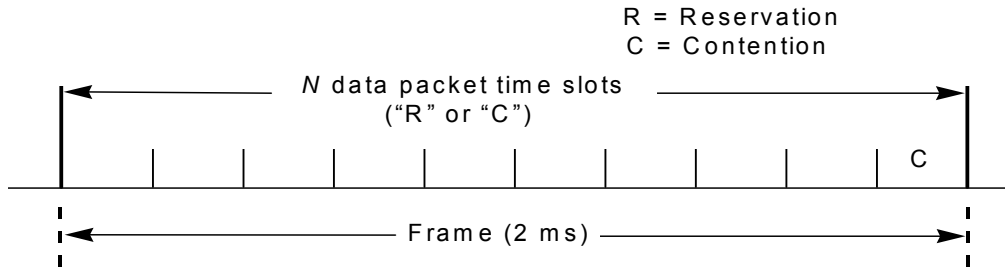 R = Reservation
C = Contention
N data packet time slots
(“R” or “C”)
C
Frame (2 ms)